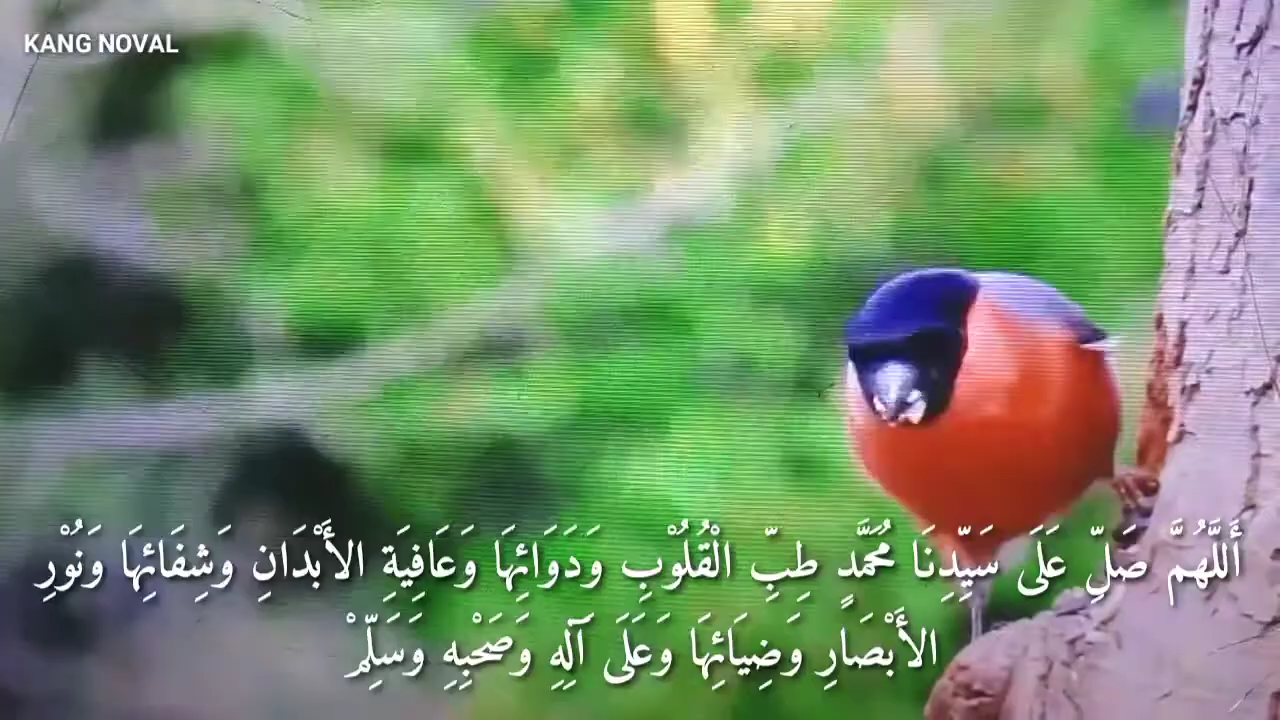 KANG NOVAL
أَللَّهُمَّ صَلِّ عَلَى سَيِّدِنَا مُحَمَّدٍ طِبِّ الْقُلُوْبِ وَدَوَائِهَا وَعَافِيَةِ الأَبْدَانِ وَشِفَائِهَا وَنُوْرِ
الأَبْصَارِ وَضِيَائِهَا وَعَلَى آلِهِ وَصَحْبِهِ وَسَلِّمْ